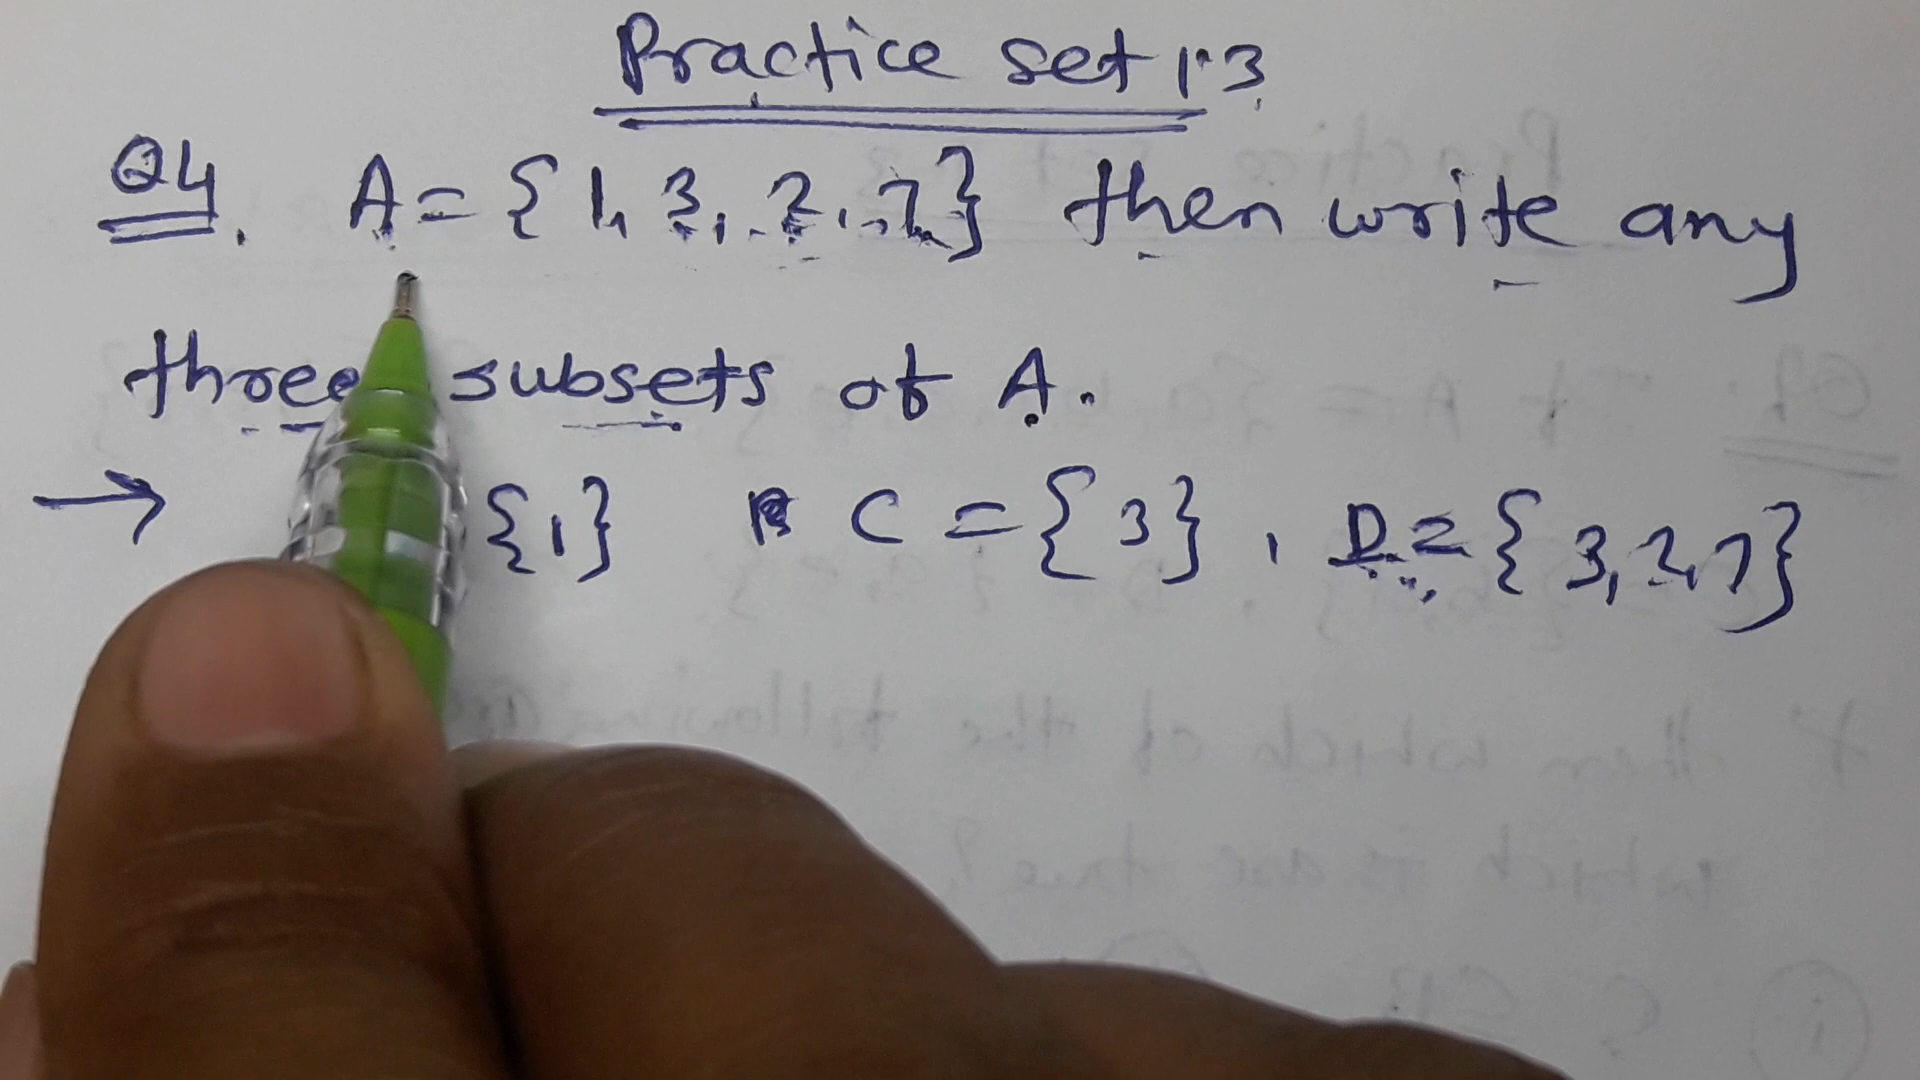 Practice set 1.3
Q4. A = { 1, 3, 2, 7 } then write any
three subsets of A.
→ {1} C = { 3 } , D = { 3, 2, 7 }